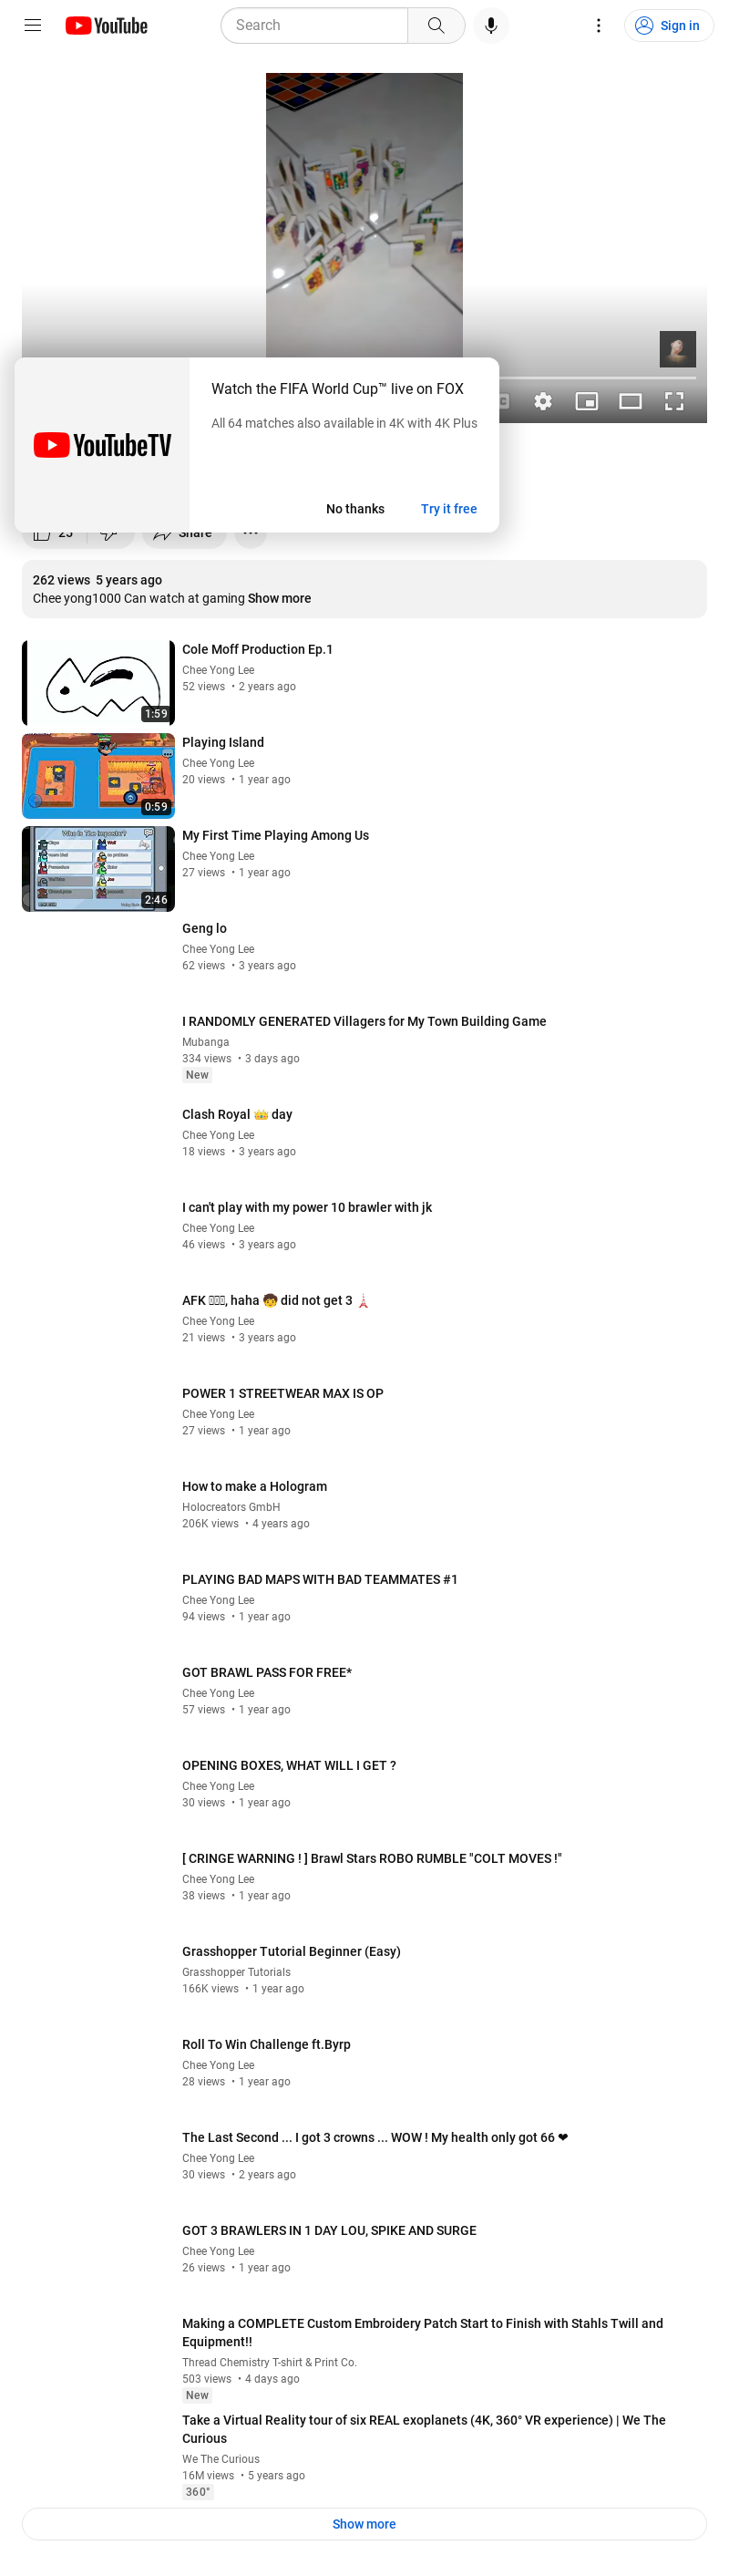 YouTube
Search
Sign in
Watch the FIFA World Cup™ live on FOX
All 64 matches also available in 4K with 4K Plus
YouTubeTV
No thanks
Try it free
25
Share
262 views 5 years ago
Chee yong1000 Can watch at gaming Show more
Cole Moff Production Ep.1
Chee Yong Lee
52 views • 2 years ago
1:59
Playing Island
Chee Yong Lee
20 views • 1 year ago
0:59
My First Time Playing Among Us
Chee Yong Lee
27 views • 1 year ago
Who Is The Impostor?
2:46
Geng lo
Chee Yong Lee
62 views • 3 years ago
I RANDOMLY GENERATED Villagers for My Town Building Game
Mubanga
334 views • 3 days ago
New
Clash Royal 👑 day
Chee Yong Lee
18 views • 3 years ago
I can't play with my power 10 brawler with jk
Chee Yong Lee
46 views • 3 years ago
AFK , haha 🧒 did not get 3 🗼
Chee Yong Lee
21 views • 3 years ago
POWER 1 STREETWEAR MAX IS OP
Chee Yong Lee
27 views • 1 year ago
How to make a Hologram
Holocreators GmbH
206K views • 4 years ago
PLAYING BAD MAPS WITH BAD TEAMMATES #1
Chee Yong Lee
94 views • 1 year ago
GOT BRAWL PASS FOR FREE*
Chee Yong Lee
57 views • 1 year ago
OPENING BOXES, WHAT WILL I GET ?
Chee Yong Lee
30 views • 1 year ago
[ CRINGE WARNING ! ] Brawl Stars ROBO RUMBLE "COLT MOVES !"
Chee Yong Lee
38 views • 1 year ago
Grasshopper Tutorial Beginner (Easy)
Grasshopper Tutorials
166K views • 1 year ago
Roll To Win Challenge ft.Byrp
Chee Yong Lee
28 views • 1 year ago
The Last Second ... I got 3 crowns ... WOW ! My health only got 66 ❤
Chee Yong Lee
30 views • 2 years ago
GOT 3 BRAWLERS IN 1 DAY LOU, SPIKE AND SURGE
Chee Yong Lee
26 views • 1 year ago
Making a COMPLETE Custom Embroidery Patch Start to Finish with Stahls Twill and
Equipment!!
Thread Chemistry T-shirt & Print Co.
503 views • 4 days ago
New
Take a Virtual Reality tour of six REAL exoplanets (4K, 360° VR experience) | We The
Curious
We The Curious
16M views • 5 years ago
360°
Show more